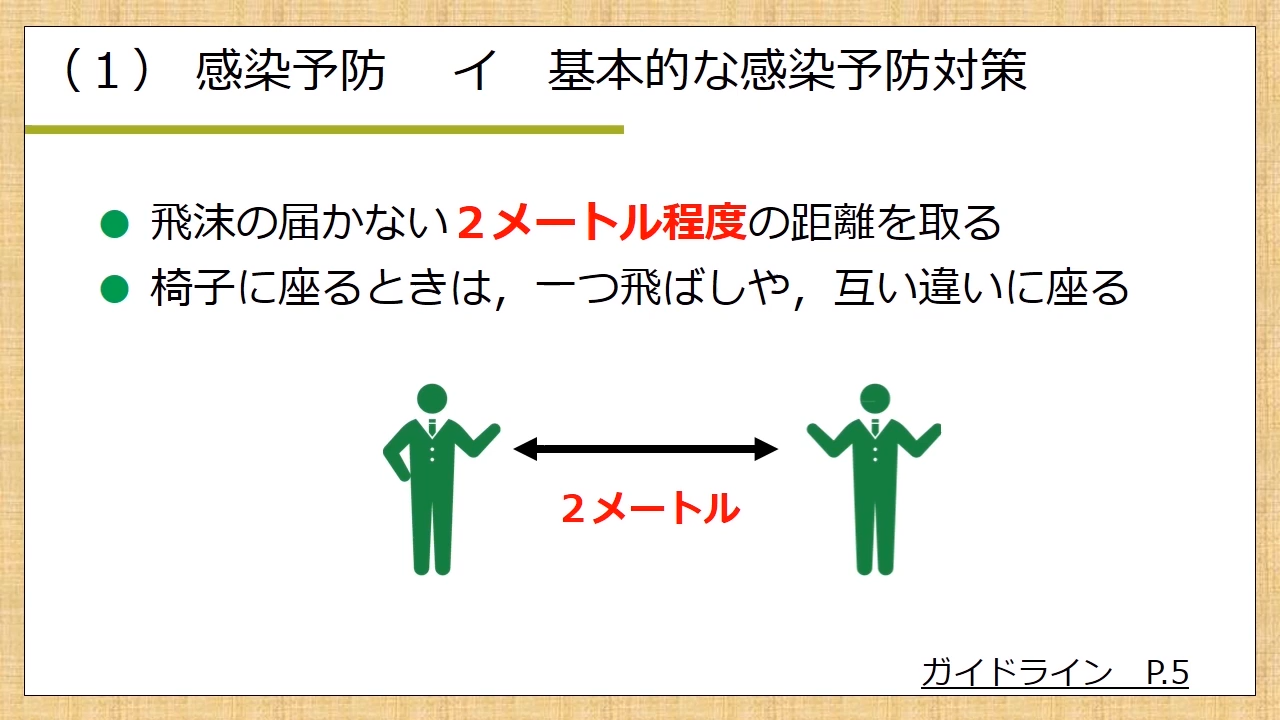 （１） 感染予防　イ　基本的な感染予防対策
飛沫の届かない２メートル程度の距離を取る
椅子に座るときは，一つ飛ばしや，互い違いに座る
２メートル
ガイドライン　P.5